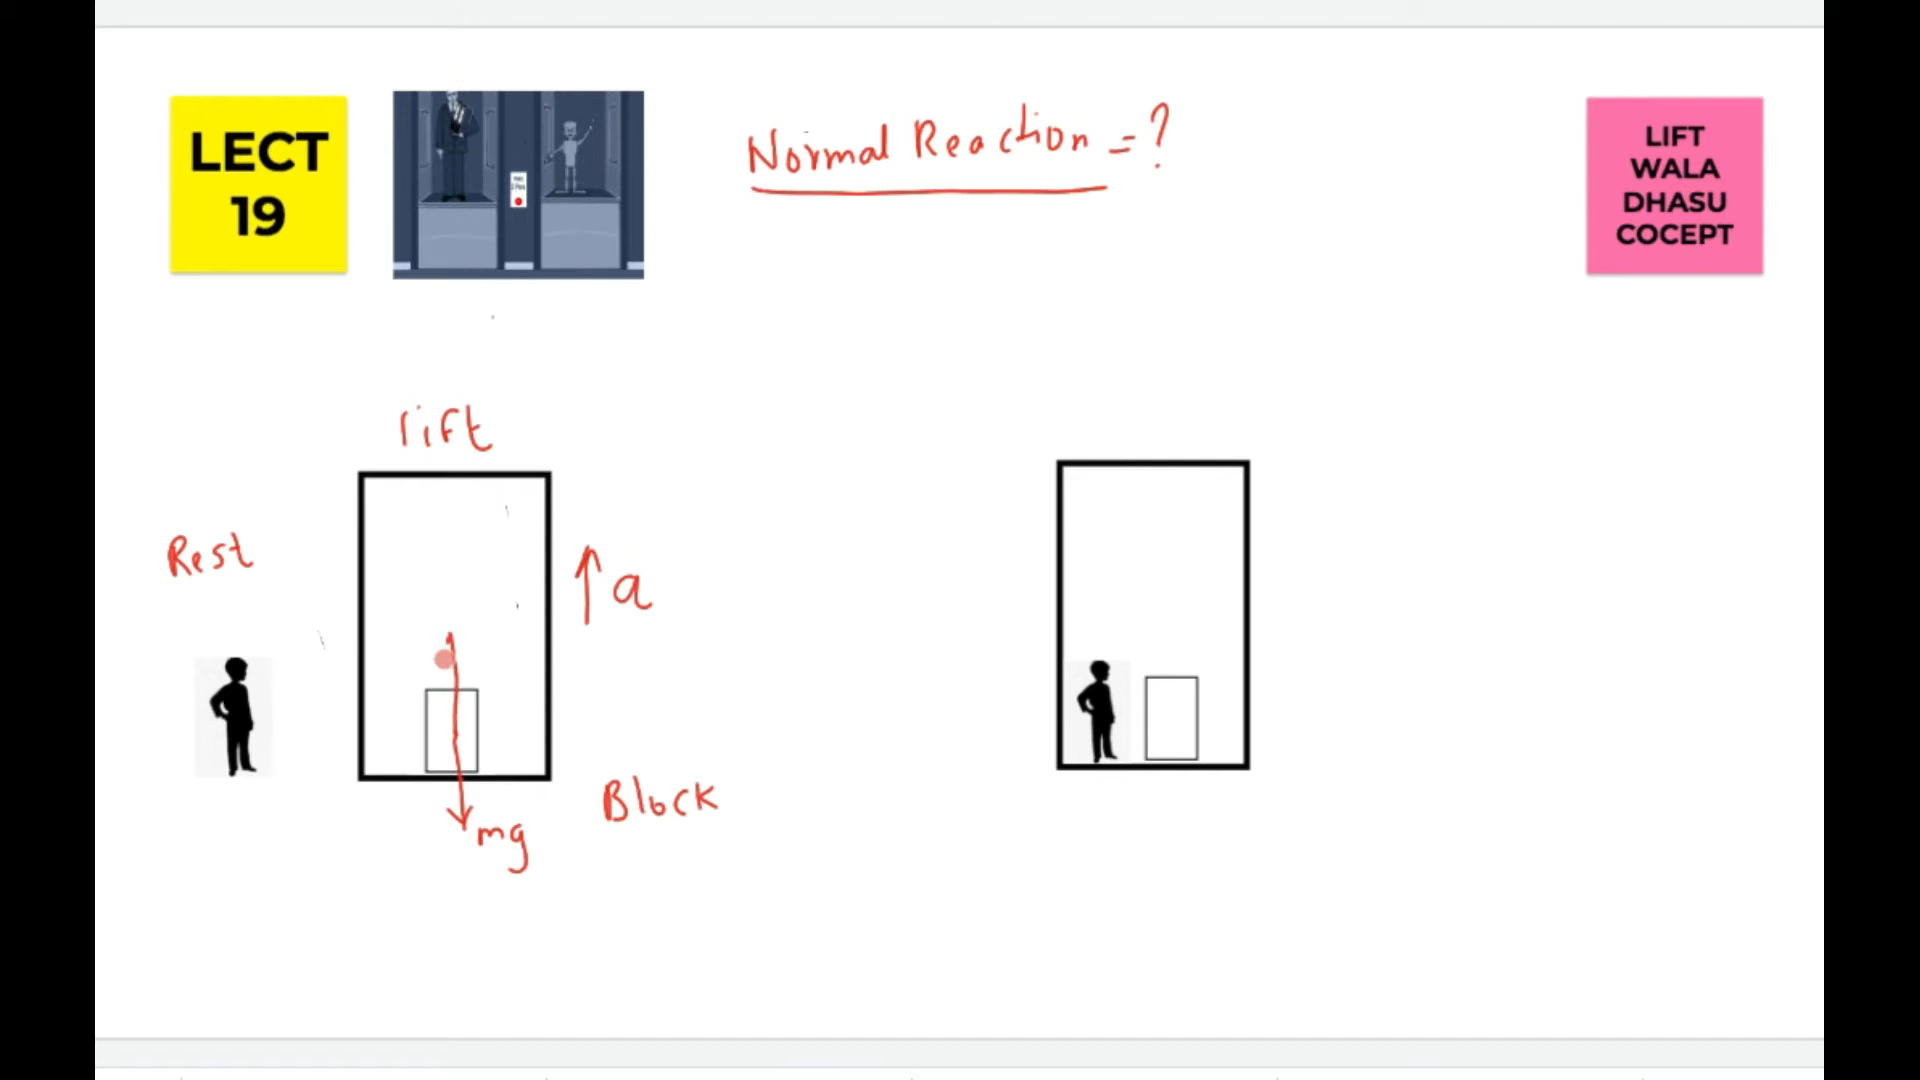 LECT
19
Normal Reaction = ?
LIFT
WALA
DHASU
COCEPT
lift
Rest
a
Block
mg